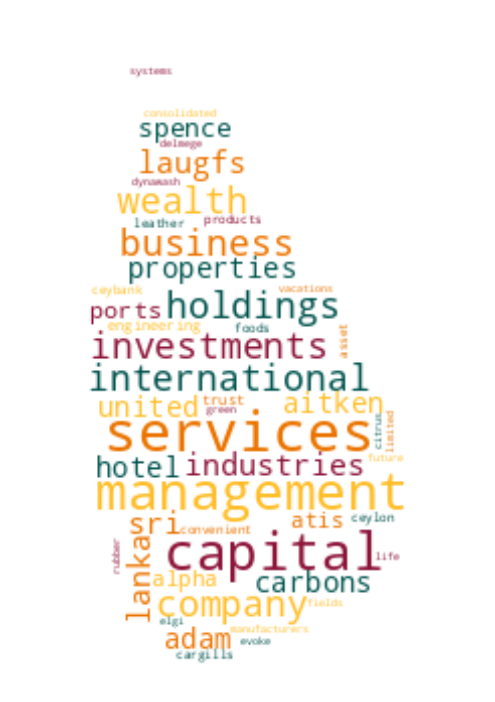 systems
consolidated
spence
delmege
laugfs
dynawash
wealth
leather products
business
properties
ceybank vacations
ports holdings
engineering foods
investments asset
international
united trust aitken
green
services citrus limited
hotel industries future
management
sri atis ceylon
convenient
lanka capital life
rubber
alpha carbons
company fields
elgi
adam manufacturers
evoke
cargills